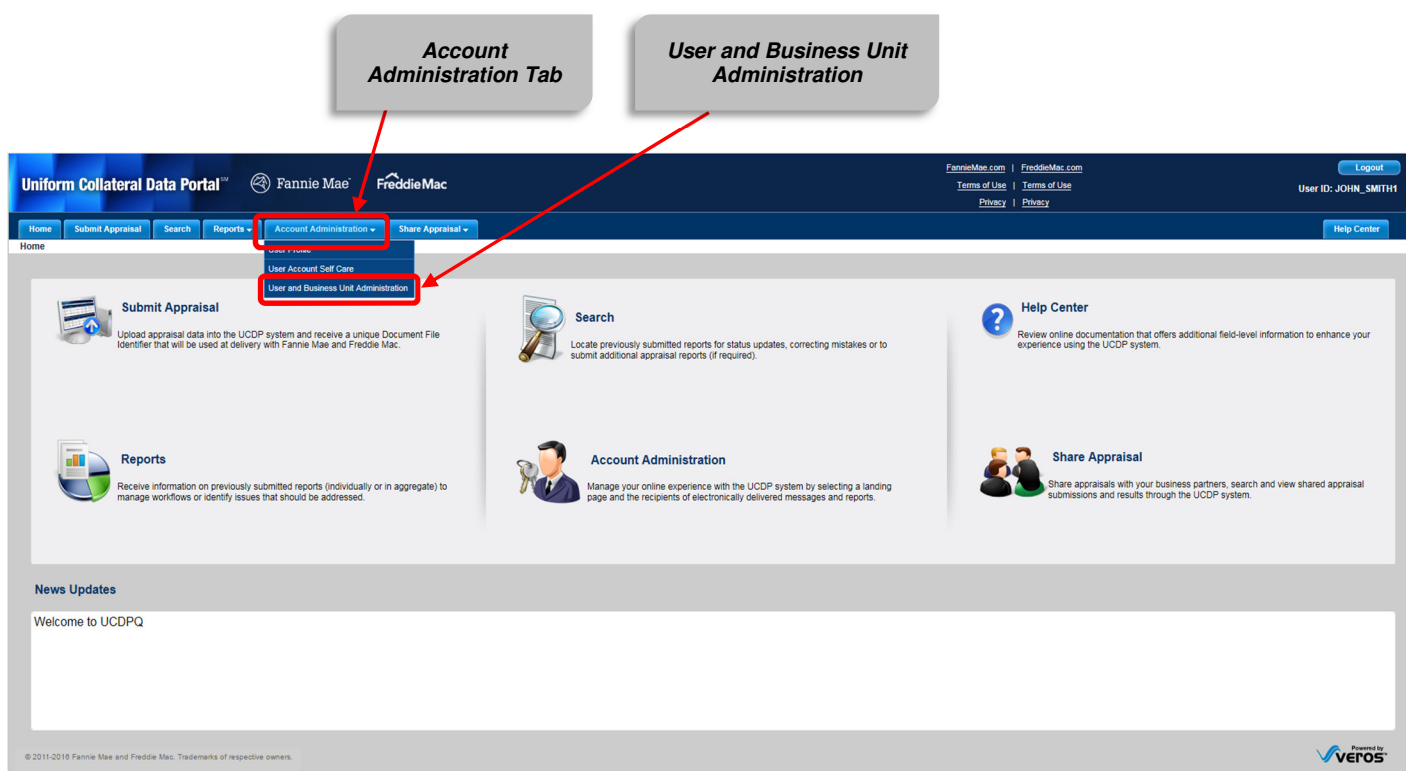 Account
Administration Tab
User and Business Unit
Administration
Uniform Collateral Data Portal℠
Fannie Mae
Freddie Mac
FannieMae.com | FreddieMac.com
Terms of Use | Terms of Use
Privacy | Privacy
Logout
User ID: JOHN_SMITH1
Home Submit Appraisal Search Reports Account Administration Share Appraisal Help Center
Home
User Profile
User Account Self Care
User and Business Unit Administration
Submit Appraisal
Upload appraisal data into the UCDP system and receive a unique Document File
Identifier that will be used at delivery with Fannie Mae and Freddie Mac.
Search
Locate previously submitted reports for status updates, correcting mistakes or to
submit additional appraisal reports (if required).
Help Center
Review online documentation that offers additional field-level information to enhance your
experience using the UCDP system.
Reports
Receive information on previously submitted reports (individually or in aggregate) to
manage workflows or identify issues that should be addressed.
Account Administration
Manage your online experience with the UCDP system by selecting a landing
page and the recipients of electronically delivered messages and reports.
Share Appraisal
Share appraisals with your business partners, search and view shared appraisal
submissions and results through the UCDP system.
News Updates
Welcome to UCDPQ
© 2011-2016 Fannie Mae and Freddie Mac. Trademarks of respective owners.
Powered by
veros